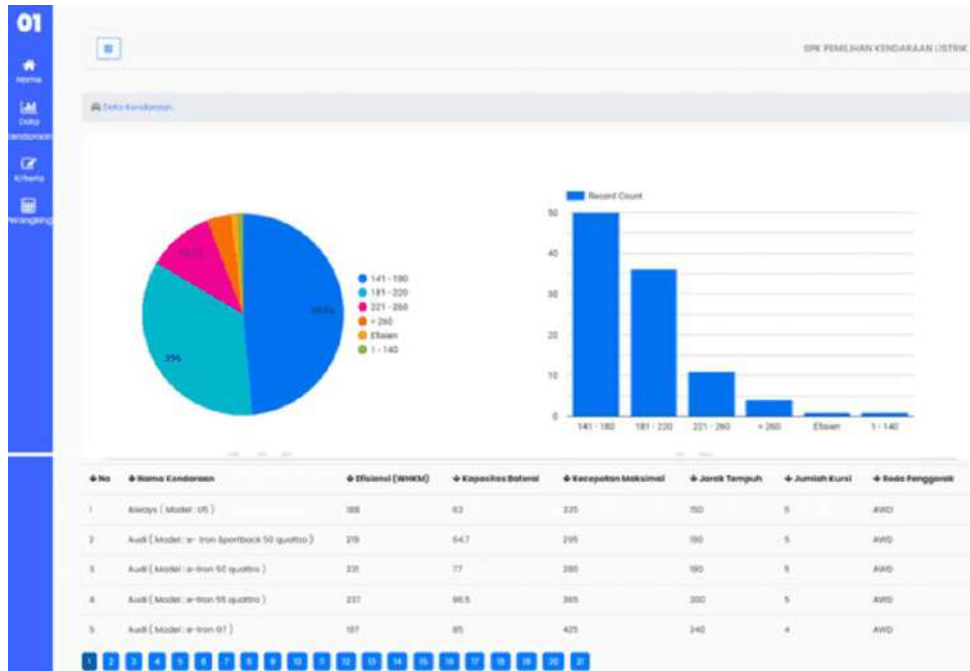 01
SPK PEMILIHAN KENDARAAN LISTRIK
Home
Data Kendaraan
Kriteria
Data Kendaraan
141 - 180
181 - 220
221 - 260
> 260
Efisien
1 - 140
35%
Record Count
50
40
30
20
10
0
141 - 180 181 - 220 221 - 260 > 260 Efisien 1 - 140
No Nama Kendaraan Efisiensi (WHKM) Kapasitas Baterai Kecepatan Maksimal Jarak Tempuh Jumlah Kursi Roda Penggerak
1 Aiways ( Model : U5 ) 188 63 335 150 5 AWD
2 Audi ( Model : e- tron Sportback 50 quattro ) 219 64.7 295 190 5 AWD
3 Audi ( Model : e-tron 50 quattro ) 231 77 280 190 5 AWD
4 Audi ( Model : e-tron 55 quattro ) 237 86.5 365 200 5 AWD
5 Audi ( Model : e-tron GT ) 187 85 425 240 4 AWD
1 2 3 4 5 6 7 8 9 10 11 12 13 14 15 16 17 18 19 20 21